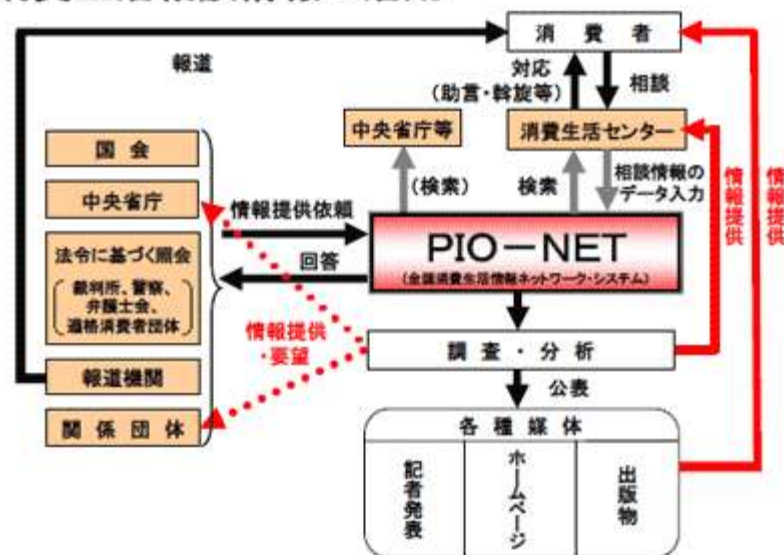 消費者
報道
対応
(助言・斡旋等)
相談
中央省庁等
消費生活センター
国会
中央省庁
(検索)
検索
相談情報の
データ入力
情報提供
情報提供
情報提供依頼
法令に基づく照会
裁判所、警察、
弁護士会、
適格消費者団体
回答
PIO-NET
(全国消費生活情報ネットワーク・システム)
情報提供
・要望
調査・分析
報道機関
公表
関係団体
各種媒体
記者発表
ホームページ
出版物